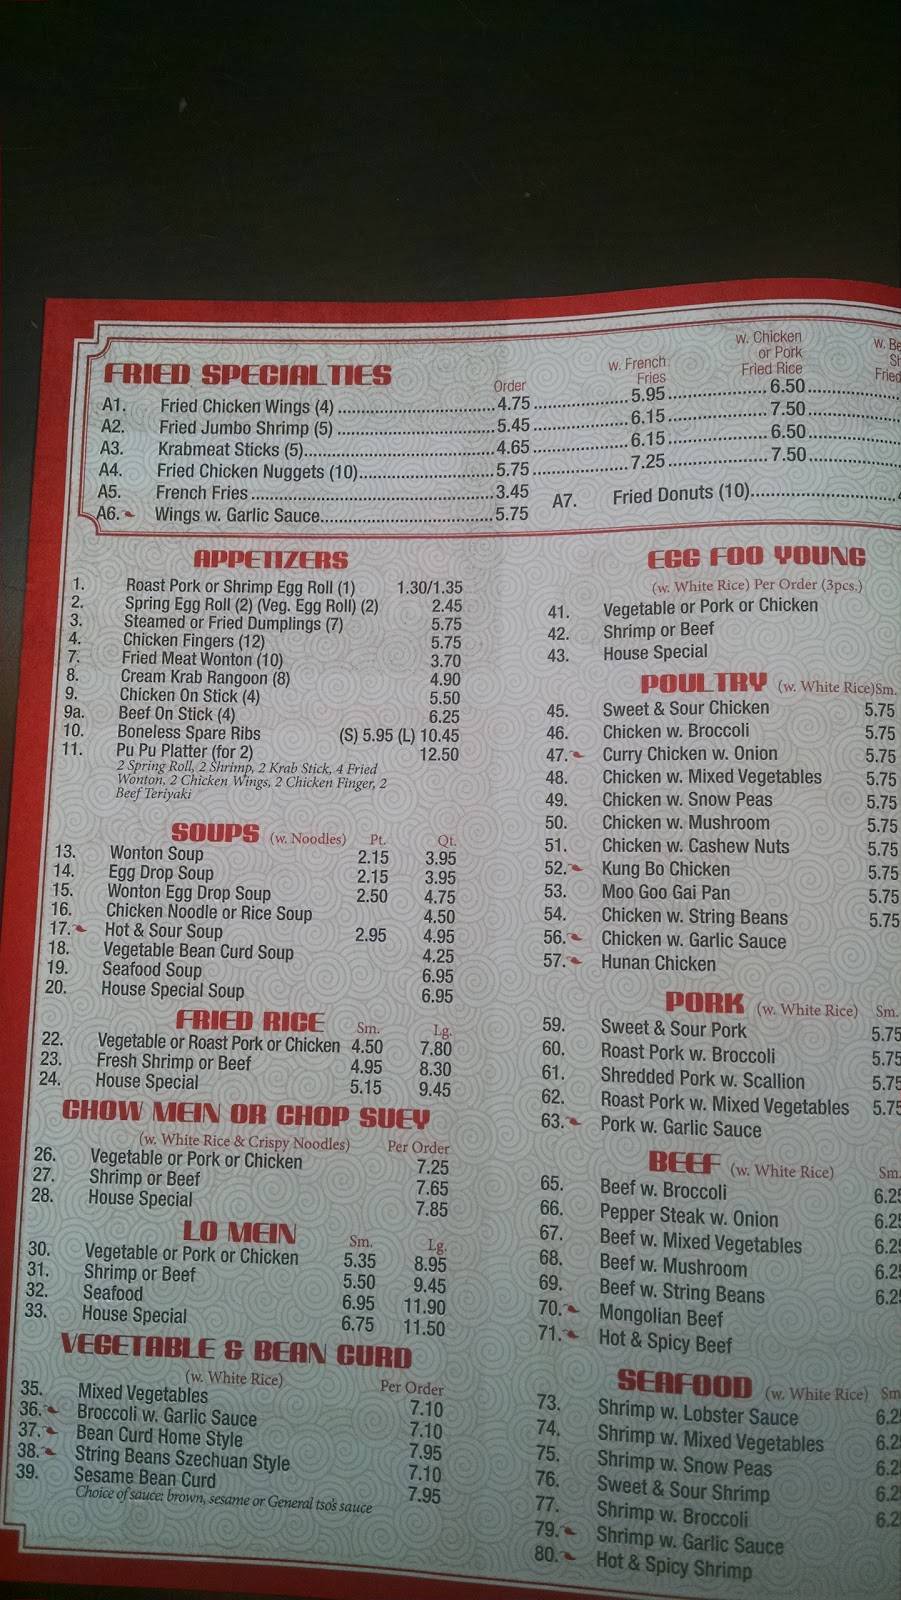 FRIED SPECIALTIES
Order
w. French
Fries
w. Chicken
or Pork
Fried Rice
A1. Fried Chicken Wings (4) 4.75 5.95 6.50
A2. Fried Jumbo Shrimp (5) 5.45 6.15 7.50
A3. Krabmeat Sticks (5) 4.65 6.15 6.50
A4. Fried Chicken Nuggets (10) 5.75 7.25 7.50
A5. French Fries 3.45
A6. Wings w. Garlic Sauce 5.75
A7. Fried Donuts (10)
APPETIZERS
1. Roast Pork or Shrimp Egg Roll (1) 1.30/1.35
2. Spring Egg Roll (2) (Veg. Egg Roll) (2) 2.45
3. Steamed or Fried Dumplings (7) 5.75
4. Chicken Fingers (12) 5.75
7. Fried Meat Wonton (10) 3.70
8. Cream Krab Rangoon (8) 4.90
9. Chicken On Stick (4) 5.50
9a. Beef On Stick (4) 6.25
10. Boneless Spare Ribs (S) 5.95 (L) 10.45
11. Pu Pu Platter (for 2) 12.50
2 Spring Roll, 2 Shrimp, 2 Krab Stick, 4 Fried
Wonton, 2 Chicken Wings, 2 Chicken Finger, 2
Beef Teriyaki
SOUPS (w. Noodles) Pt. Qt.
13. Wonton Soup 2.15 3.95
14. Egg Drop Soup 2.15 3.95
15. Wonton Egg Drop Soup 2.50 4.75
16. Chicken Noodle or Rice Soup 4.50
17. Hot & Sour Soup 2.95 4.95
18. Vegetable Bean Curd Soup 4.25
19. Seafood Soup 6.95
20. House Special Soup 6.95
FRIED RICE Sm. Lg.
22. Vegetable or Roast Pork or Chicken 4.50 7.80
23. Fresh Shrimp or Beef 4.95 8.30
24. House Special 5.15 9.45
CHOW MEIN OR CHOP SUEY
(w. White Rice & Crispy Noodles) Per Order
26. Vegetable or Pork or Chicken 7.25
27. Shrimp or Beef 7.65
28. House Special 7.85
LO MEIN Sm. Lg.
30. Vegetable or Pork or Chicken 5.35 8.95
31. Shrimp or Beef 5.50 9.45
32. Seafood 6.95 11.90
33. House Special 6.75 11.50
VEGETABLE & BEAN CURD
(w. White Rice) Per Order
35. Mixed Vegetables 7.10
36. Broccoli w. Garlic Sauce 7.10
37. Bean Curd Home Style 7.95
38. String Beans Szechuan Style 7.10
39. Sesame Bean Curd 7.95
Choice of sauce: brown, sesame or General tso's sauce
EGG FOO YOUNG
(w. White Rice) Per Order (3pcs.)
41. Vegetable or Pork or Chicken
42. Shrimp or Beef
43. House Special
POULTRY (w. White Rice) Sm.
45. Sweet & Sour Chicken 5.75
46. Chicken w. Broccoli 5.75
47. Curry Chicken w. Onion 5.75
48. Chicken w. Mixed Vegetables 5.75
49. Chicken w. Snow Peas 5.75
50. Chicken w. Mushroom 5.75
51. Chicken w. Cashew Nuts 5.75
52. Kung Bo Chicken 5.75
53. Moo Goo Gai Pan 5.75
54. Chicken w. String Beans 5.75
56. Chicken w. Garlic Sauce
57. Hunan Chicken
PORK (w. White Rice) Sm.
59. Sweet & Sour Pork 5.75
60. Roast Pork w. Broccoli 5.75
61. Shredded Pork w. Scallion 5.75
62. Roast Pork w. Mixed Vegetables 5.75
63. Pork w. Garlic Sauce
BEEF (w. White Rice) Sm.
65. Beef w. Broccoli 6.25
66. Pepper Steak w. Onion 6.25
67. Beef w. Mixed Vegetables 6.25
68. Beef w. Mushroom 6.25
69. Beef w. String Beans 6.25
70. Mongolian Beef
71. Hot & Spicy Beef
SEAFOOD (w. White Rice) Sm
73. Shrimp w. Lobster Sauce
74. Shrimp w. Mixed Vegetables
75. Shrimp w. Snow Peas
76. Sweet & Sour Shrimp
77. Shrimp w. Broccoli
79. Shrimp w. Garlic Sauce
80. Hot & Spicy Shrimp